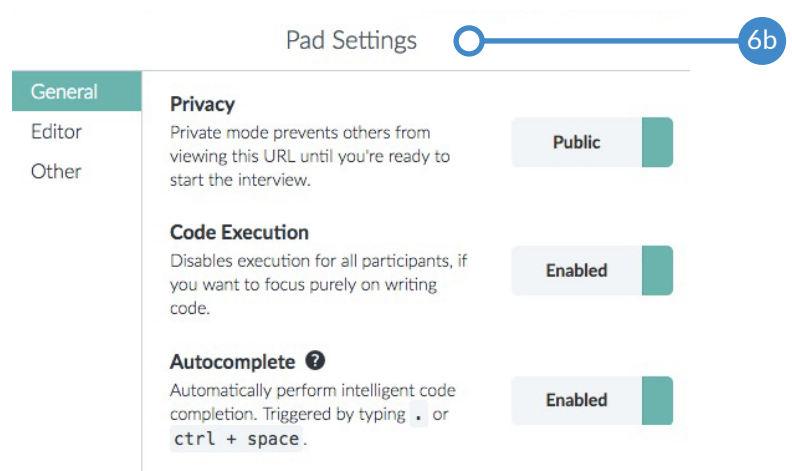 Pad Settings
6b
General
Editor
Other
Privacy
Private mode prevents others from
viewing this URL until you're ready to
start the interview.
Public
Code Execution
Disables execution for all participants, if
you want to focus purely on writing
code.
Enabled
Autocomplete ?
Automatically perform intelligent code
completion. Triggered by typing . or
ctrl + space.
Enabled